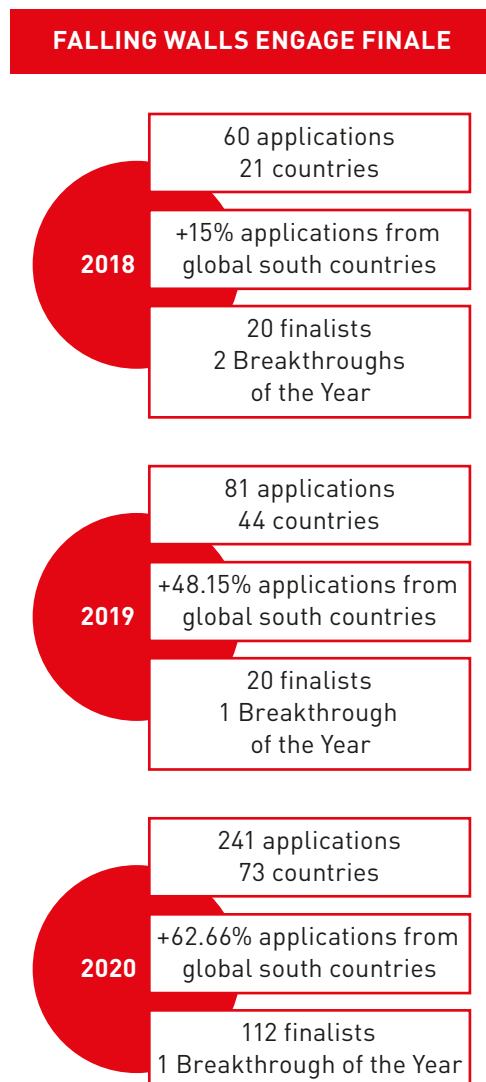 FALLING WALLS ENGAGE FINALE
60 applications
21 countries
2018
+15% applications from
global south countries
20 finalists
2 Breakthroughs
of the Year
81 applications
44 countries
2019
+48.15% applications from
global south countries
20 finalists
1 Breakthrough
of the Year
241 applications
73 countries
2020
+62.66% applications from
global south countries
112 finalists
1 Breakthrough of the Year